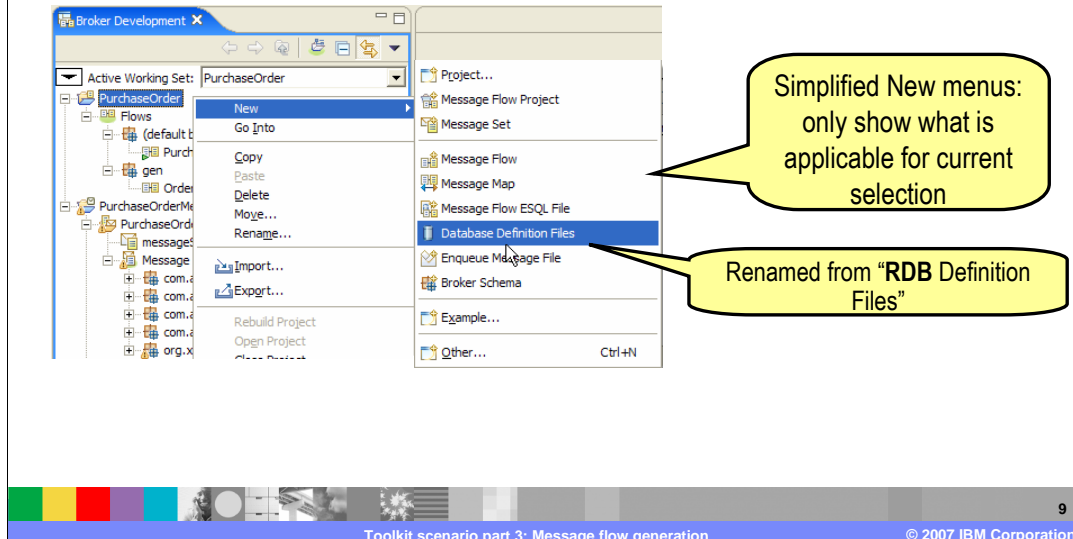 Broker Development
Active Working Set: PurchaseOrder
PurchaseOrder
Flows
(default b
Purch
gen
Order
PurchaseOrderMe
PurchaseOrde
messageS
Message
com.a
com.a
com.a
com.a
org.x
New
Go Into
Copy
Paste
Delete
Move...
Rename...
Import...
Export...
Rebuild Project
Open Project
Close Project
Project...
Message Flow Project
Message Set
Message Flow
Message Map
Message Flow ESQL File
Database Definition Files
Enqueue Message File
Broker Schema
Example...
Other... Ctrl+N
Simplified New menus:
only show what is
applicable for current
selection
Renamed from “RDB Definition
Files”
9
Toolkit scenario part 3: Message flow generation
© 2007 IBM Corporation